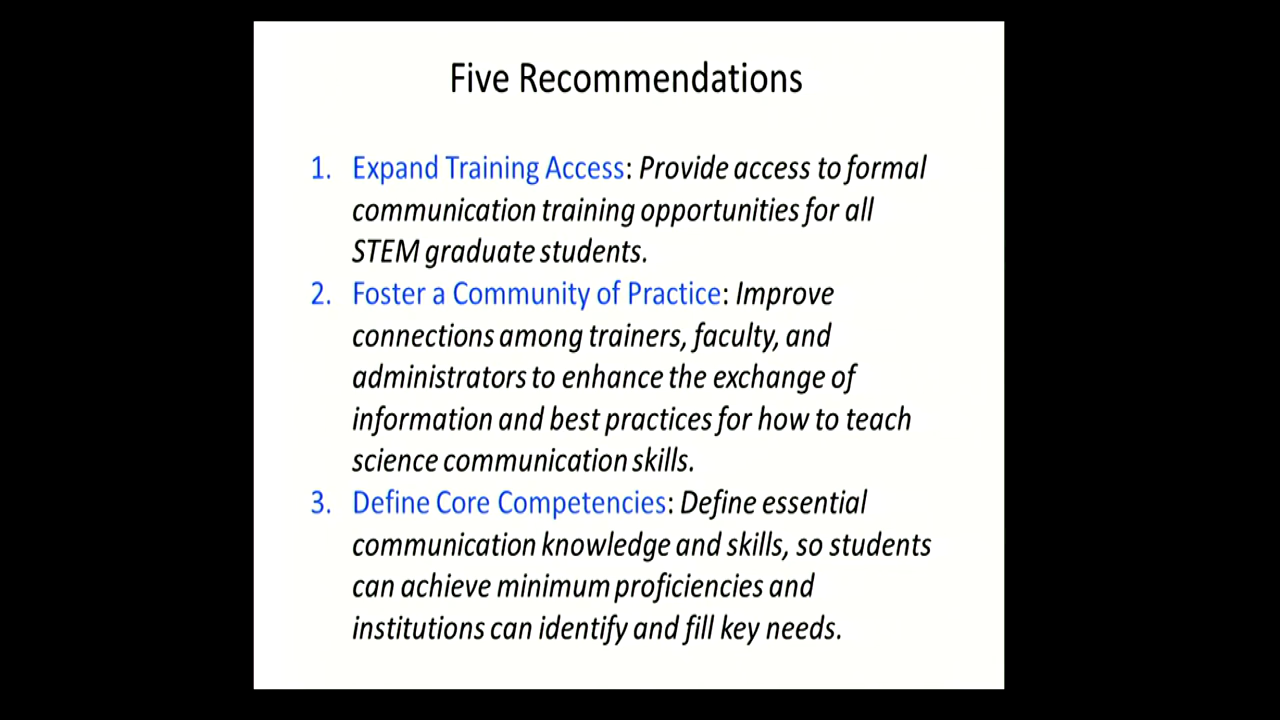 Five Recommendations
1. Expand Training Access: Provide access to formal
communication training opportunities for all
STEM graduate students.
2. Foster a Community of Practice: Improve
connections among trainers, faculty, and
administrators to enhance the exchange of
information and best practices for how to teach
science communication skills.
3. Define Core Competencies: Define essential
communication knowledge and skills, so students
can achieve minimum proficiencies and
institutions can identify and fill key needs.